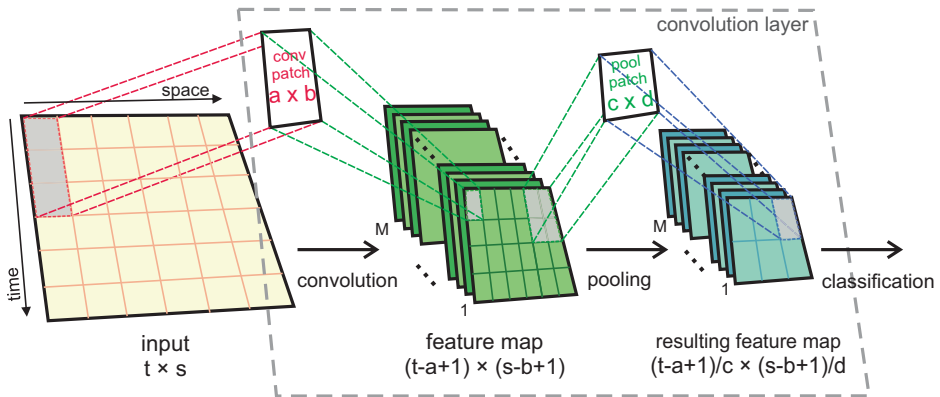 convolution layer
conv
patch
a x b
pool
patch
c x d
space
time
M
M
1
1
convolution
pooling
classification
input
t × s
feature map
(t-a+1) × (s-b+1)
resulting feature map
(t-a+1)/c × (s-b+1)/d